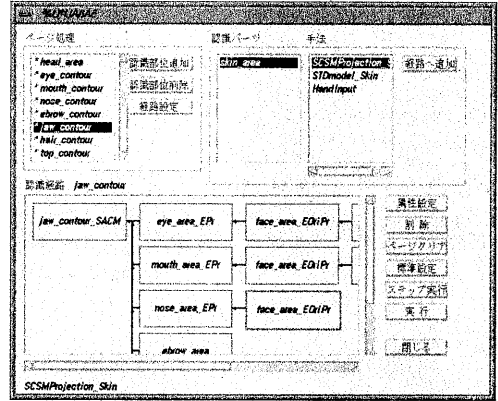 ページ処理
認識パージ
手法
* head_area
* eye_contour
* mouth_contour
* nose_contour
* ebrow_contour
* jaw_contour
* hair_contour
* top_contour
認識部位追加
認識部位削除
経路設定
skin_area
SCSMProjection_
STDmodel_Skin
HandInput
経路へ追加
認識経路 jaw_contour
jaw_contour_SACM
eye_area_EPr
face_area_EOriPr
mouth_area_EPr
face_area_EOriPr
nose_area_EPr
face_area_EOriPr
ebrow_area
属性設定
削 除
ページクリア
標準設定
ステップ実行
実 行
閉じる
SCSMProjection_Skin